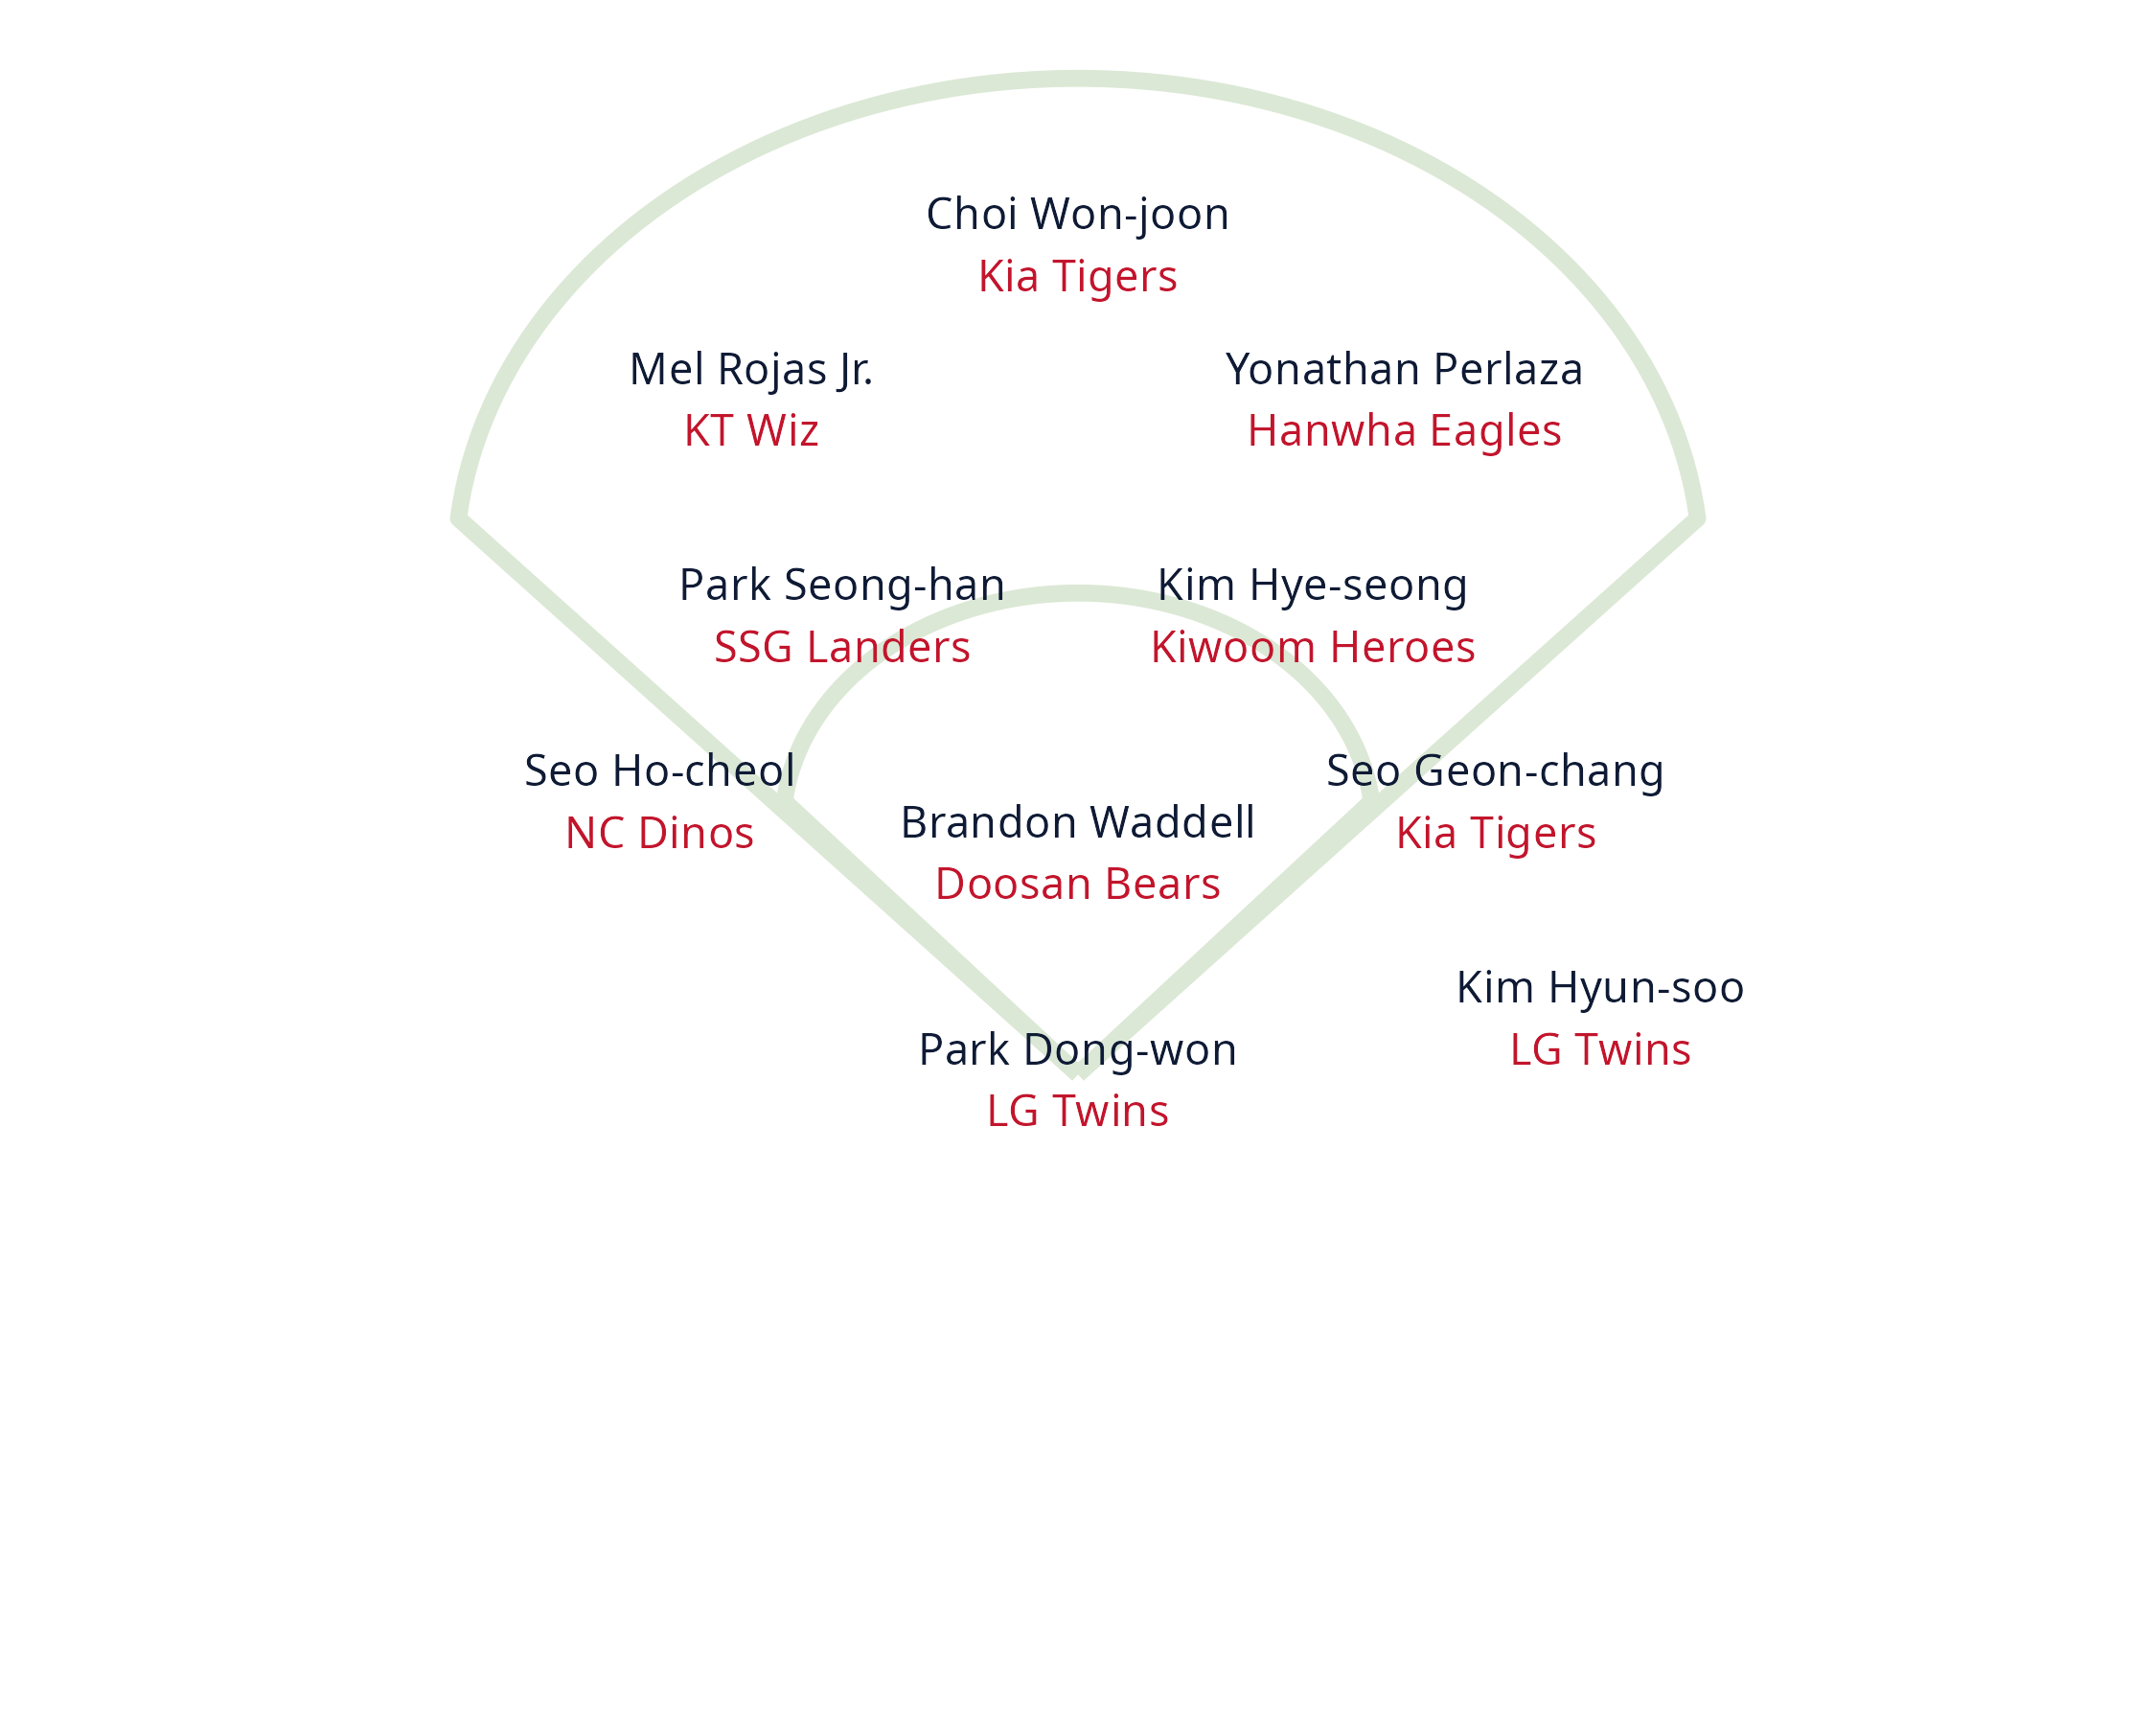 Choi Won-joon
Kia Tigers
Mel Rojas Jr.
KT Wiz
Yonathan Perlaza
Hanwha Eagles
Park Seong-han
SSG Landers
Kim Hye-seong
Kiwoom Heroes
Seo Ho-cheol
NC Dinos
Brandon Waddell
Doosan Bears
Seo Geon-chang
Kia Tigers
Park Dong-won
LG Twins
Kim Hyun-soo
LG Twins